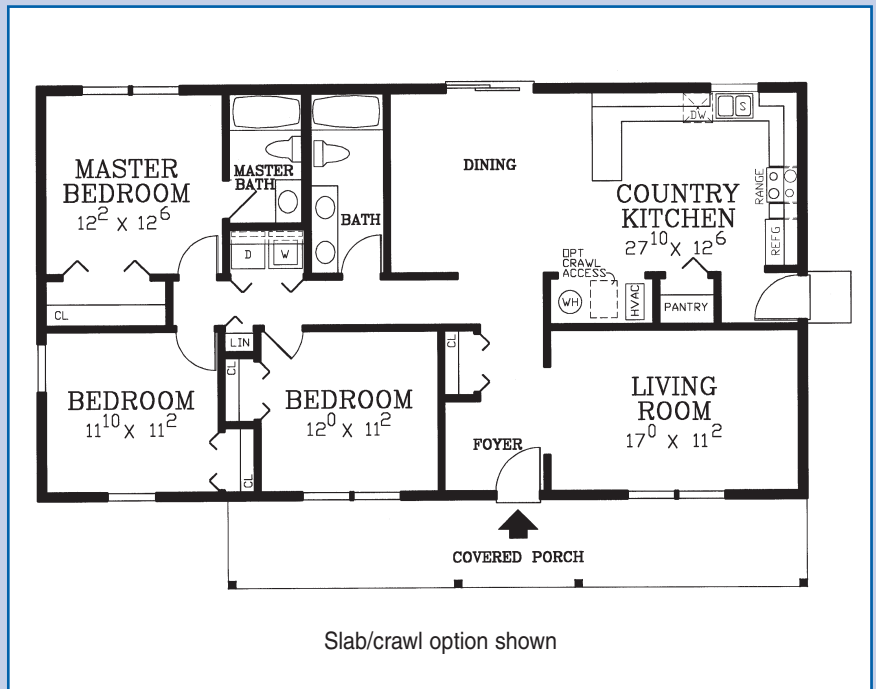 MASTER
BEDROOM
12² X 12⁶
MASTER
BATH
BATH
D
W
CL
LIN
CL
BEDROOM
11¹⁰ X 11²
CL
BEDROOM
12⁰ X 11²
DINING
DW
S
COUNTRY
KITCHEN
27¹⁰ X 12⁶
RANGE
REFG
OPT
CRAWL
ACCESS
WH
HVAC
PANTRY
CL
FOYER
LIVING
ROOM
17⁰ X 11²
COVERED PORCH
Slab/crawl option shown